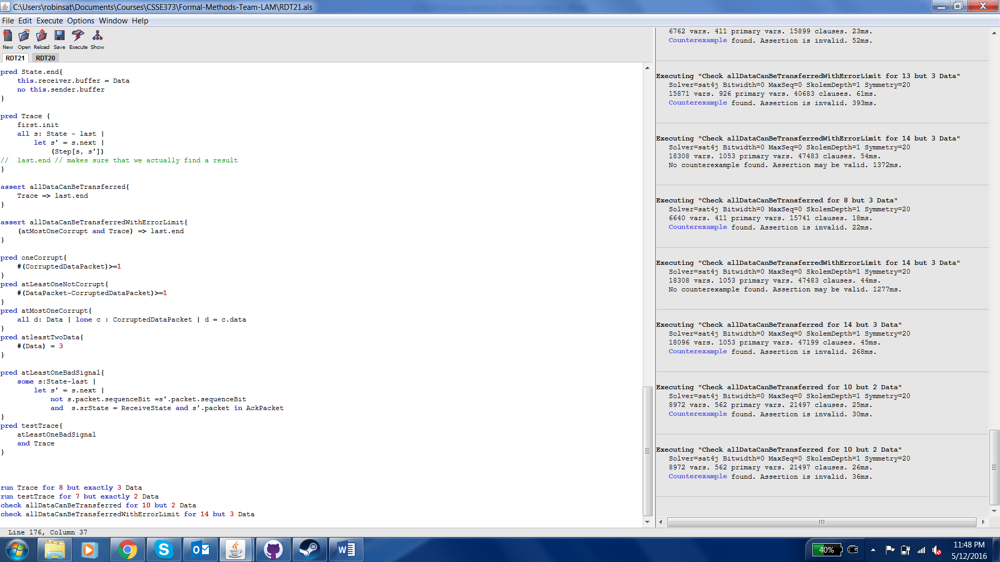 C:\Users\robinsat\Documents\Courses\CSSE373\Formal-Methods-Team-LAM\RDT21.als
File Edit Execute Options Window Help
New Open Reload Save Execute Show
RDT21 RDT20
pred State.end{
this.receiver.buffer = Data
no this.sender.buffer
}
pred Trace {
first.init
all s: State - last |
let s' = s.next |
(Step[s, s'])
// last.end // makes sure that we actually find a result
}
assert allDataCanBeTransferred{
Trace => last.end
}
assert allDataCanBeTransferredWithErrorLimit{
(atMostOneCorrupt and Trace) => last.end
}
pred oneCorrupt{
#(CorruptedDataPacket)>=1
}
pred atLeastOneNotCorrupt{
#(DataPacket-CorruptedDataPacket)>=1
}
pred atMostOneCorrupt{
all d: Data | lone c : CorruptedDataPacket | d = c.data
}
pred atleastTwoData{
#(Data) = 3
}
pred atLeastOneBadSignal{
some s:State-last |
let s' = s.next |
not s.packet.sequenceBit =s'.packet.sequenceBit
and s.srState = ReceiveState and s'.packet in AckPacket
}
pred testTrace{
atLeastOneBadSignal
and Trace
}
run Trace for 8 but exactly 3 Data
run testTrace for 7 but exactly 2 Data
check allDataCanBeTransferred for 10 but 2 Data
check allDataCanBeTransferredWithErrorLimit for 14 but 3 Data
6762 vars. 411 primary vars. 15899 clauses. 23ms.
Counterexample found. Assertion is invalid. 52ms.
Executing "Check allDataCanBeTransferredWithErrorLimit for 13 but 3 Data"
Solver=sat4j Bitwidth=0 MaxSeq=0 SkolemDepth=1 Symmetry=20
15871 vars. 926 primary vars. 40683 clauses. 61ms.
Counterexample found. Assertion is invalid. 393ms.
Executing "Check allDataCanBeTransferredWithErrorLimit for 14 but 3 Data"
Solver=sat4j Bitwidth=0 MaxSeq=0 SkolemDepth=1 Symmetry=20
18308 vars. 1053 primary vars. 47483 clauses. 54ms.
No counterexample found. Assertion may be valid. 1372ms.
Executing "Check allDataCanBeTransferred for 8 but 3 Data"
Solver=sat4j Bitwidth=0 MaxSeq=0 SkolemDepth=1 Symmetry=20
6640 vars. 411 primary vars. 15741 clauses. 18ms.
Counterexample found. Assertion is invalid. 22ms.
Executing "Check allDataCanBeTransferredWithErrorLimit for 14 but 3 Data"
Solver=sat4j Bitwidth=0 MaxSeq=0 SkolemDepth=1 Symmetry=20
18308 vars. 1053 primary vars. 47483 clauses. 44ms.
No counterexample found. Assertion may be valid. 1277ms.
Executing "Check allDataCanBeTransferred for 14 but 3 Data"
Solver=sat4j Bitwidth=0 MaxSeq=0 SkolemDepth=1 Symmetry=20
18096 vars. 1053 primary vars. 47199 clauses. 45ms.
Counterexample found. Assertion is invalid. 268ms.
Executing "Check allDataCanBeTransferred for 10 but 2 Data"
Solver=sat4j Bitwidth=0 MaxSeq=0 SkolemDepth=1 Symmetry=20
8972 vars. 562 primary vars. 21497 clauses. 25ms.
Counterexample found. Assertion is invalid. 30ms.
Executing "Check allDataCanBeTransferred for 10 but 2 Data"
Solver=sat4j Bitwidth=0 MaxSeq=0 SkolemDepth=1 Symmetry=20
8972 vars. 562 primary vars. 21497 clauses. 26ms.
Counterexample found. Assertion is invalid. 36ms.
Line 176, Column 37
40%
11:48 PM
5/12/2016